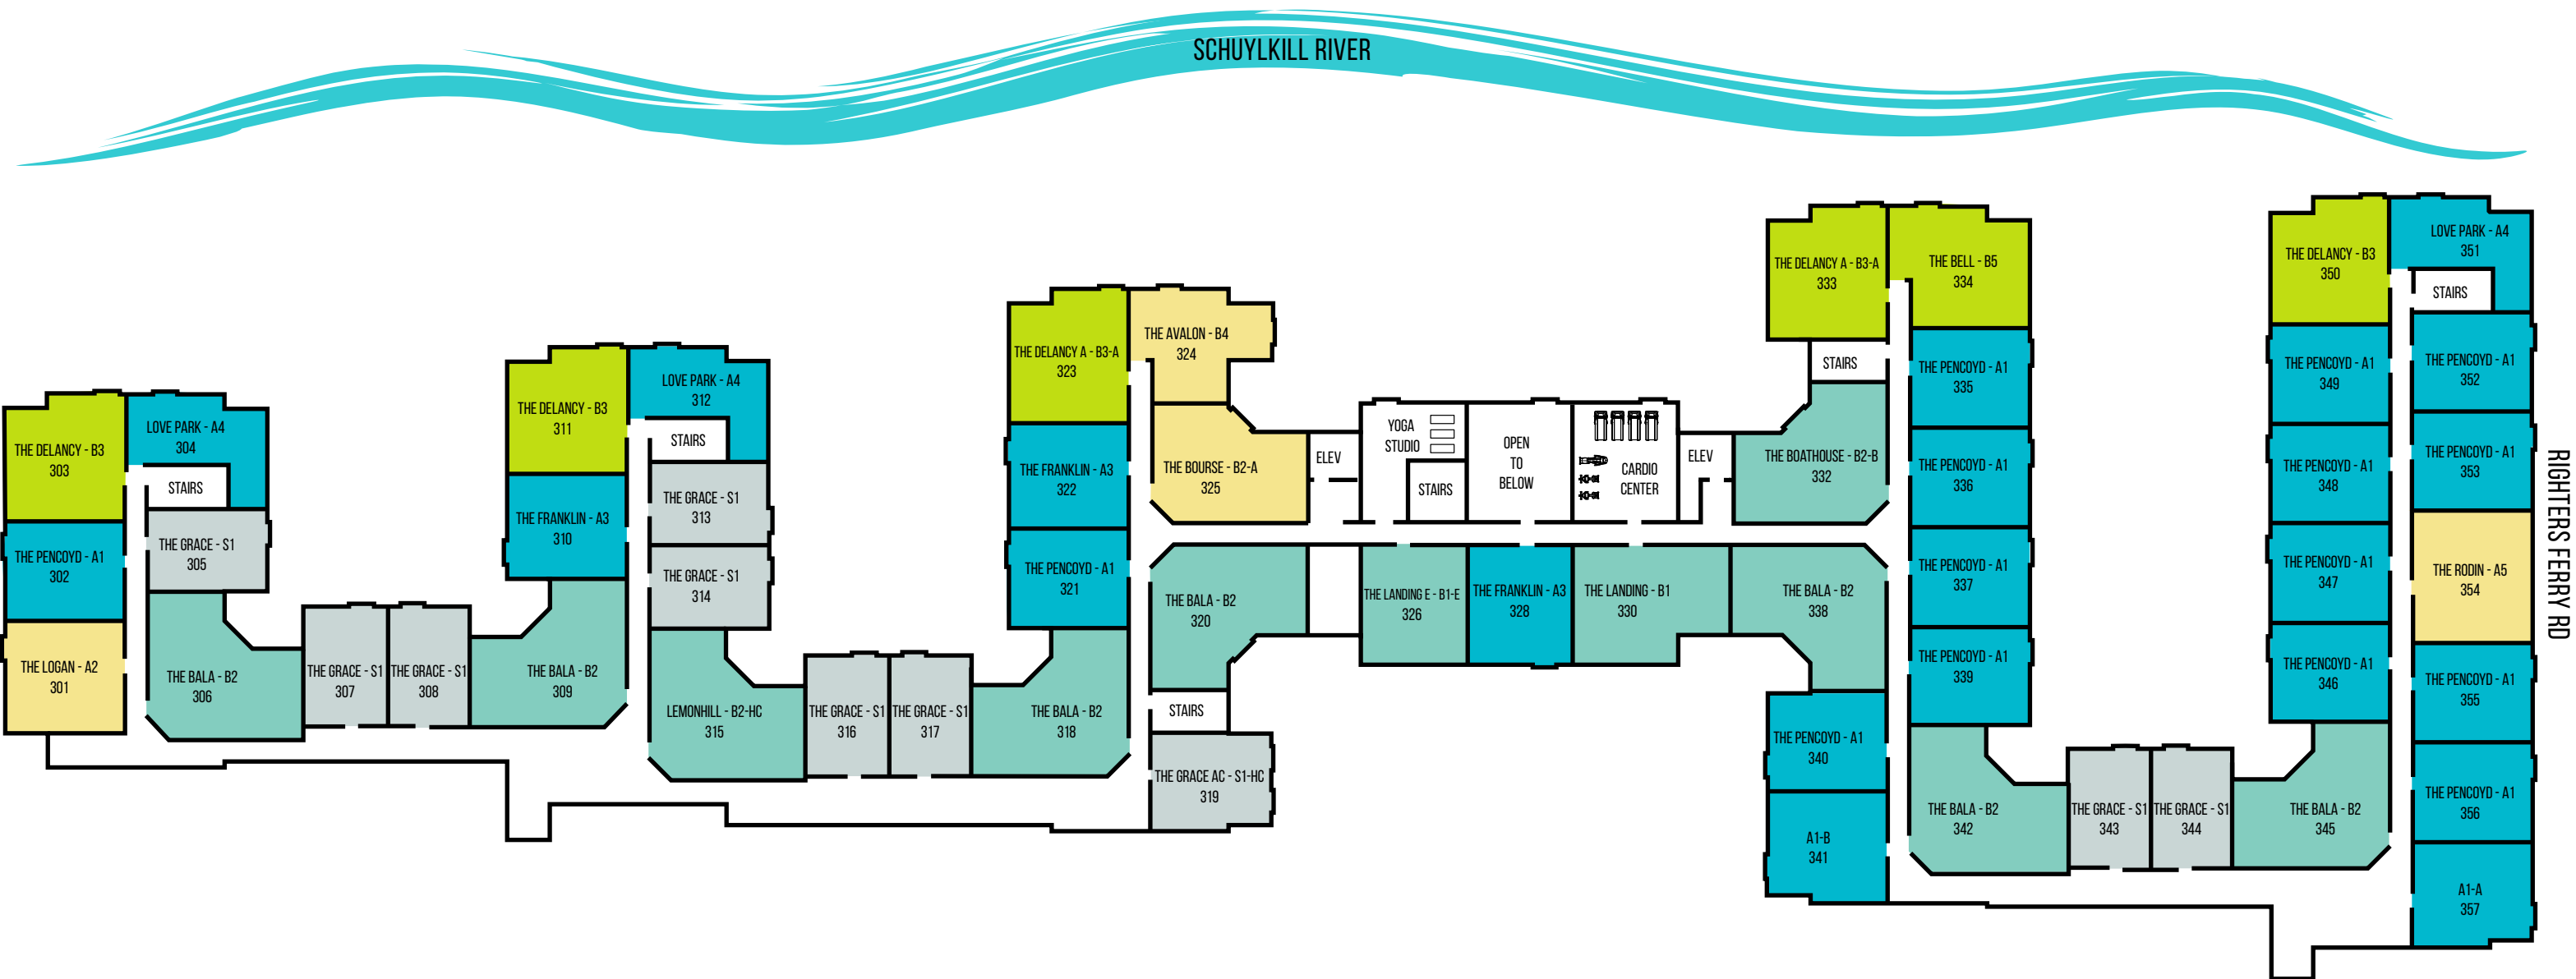 SCHUYLKILL RIVER
THE DELANCY - B3
303
LOVE PARK - A4
304
STAIRS
THE PENCOYD - A1
302
THE GRACE - S1
305
THE LOGAN - A2
301
THE BALA - B2
306
THE GRACE - S1
307
THE GRACE - S1
308
THE BALA - B2
309
THE FRANKLIN - A3
310
THE DELANCY - B3
311
LOVE PARK - A4
312
STAIRS
THE GRACE - S1
313
THE GRACE - S1
314
LEMONHILL - B2-HC
315
THE GRACE - S1
316
THE GRACE - S1
317
THE BALA - B2
318
THE DELANCY A - B3-A
323
THE AVALON - B4
324
THE FRANKLIN - A3
322
THE BOURSE - B2-A
325
THE PENCOYD - A1
321
THE BALA - B2
320
STAIRS
THE GRACE AC - S1-HC
319
ELEV
YOGA
STUDIO
STAIRS
OPEN
TO
BELOW
CARDIO
CENTER
ELEV
THE LANDING E - B1-E
326
THE FRANKLIN - A3
328
THE LANDING - B1
330
THE BALA - B2
338
THE DELANCY A - B3-A
333
THE BELL - B5
334
STAIRS
THE BOATHOUSE - B2-B
332
THE PENCOYD - A1
335
THE PENCOYD - A1
336
THE PENCOYD - A1
337
THE PENCOYD - A1
339
THE PENCOYD - A1
340
A1-B
341
THE BALA - B2
342
THE GRACE - S1
343
THE GRACE - S1
344
THE BALA - B2
345
THE DELANCY - B3
350
LOVE PARK - A4
351
STAIRS
THE PENCOYD - A1
349
THE PENCOYD - A1
352
THE PENCOYD - A1
348
THE PENCOYD - A1
353
THE PENCOYD - A1
347
THE RODIN - A5
354
THE PENCOYD - A1
346
THE PENCOYD - A1
355
THE PENCOYD - A1
356
A1-A
357
RIGHTERS FERRY RD